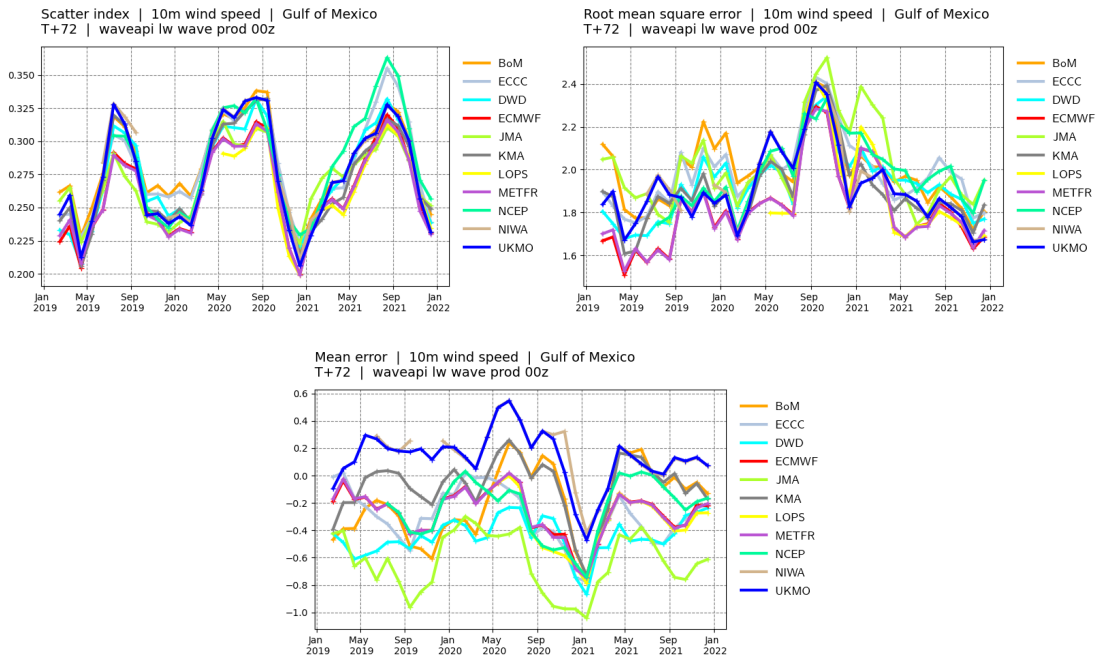 Scatter index | 10m wind speed | Gulf of Mexico
T+72 | waveapi lw wave prod 00z
0.350
0.325
0.300
0.275
0.250
0.225
0.200
Jan May Sep Jan May Sep Jan May Sep Jan
2019 2019 2019 2020 2020 2020 2021 2021 2021 2022
BoM
ECCC
DWD
ECMWF
JMA
KMA
LOPS
METFR
NCEP
NIWA
UKMO
Root mean square error | 10m wind speed | Gulf of Mexico
T+72 | waveapi lw wave prod 00z
2.4
2.2
2.0
1.8
1.6
Jan May Sep Jan May Sep Jan May Sep Jan
2019 2019 2019 2020 2020 2020 2021 2021 2021 2022
BoM
ECCC
DWD
ECMWF
JMA
KMA
LOPS
METFR
NCEP
NIWA
UKMO
Mean error | 10m wind speed | Gulf of Mexico
T+72 | waveapi lw wave prod 00z
0.6
0.4
0.2
0.0
−0.2
−0.4
−0.6
−0.8
−1.0
Jan May Sep Jan May Sep Jan May Sep Jan
2019 2019 2019 2020 2020 2020 2021 2021 2021 2022
BoM
ECCC
DWD
ECMWF
JMA
KMA
LOPS
METFR
NCEP
NIWA
UKMO